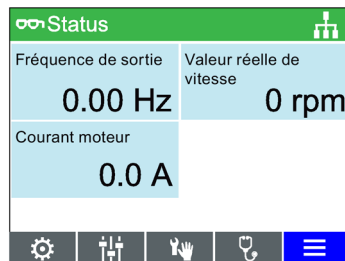 Status
Fréquence de sortie
0.00 Hz
Valeur réelle de
vitesse
0 rpm
Courant moteur
0.0 A